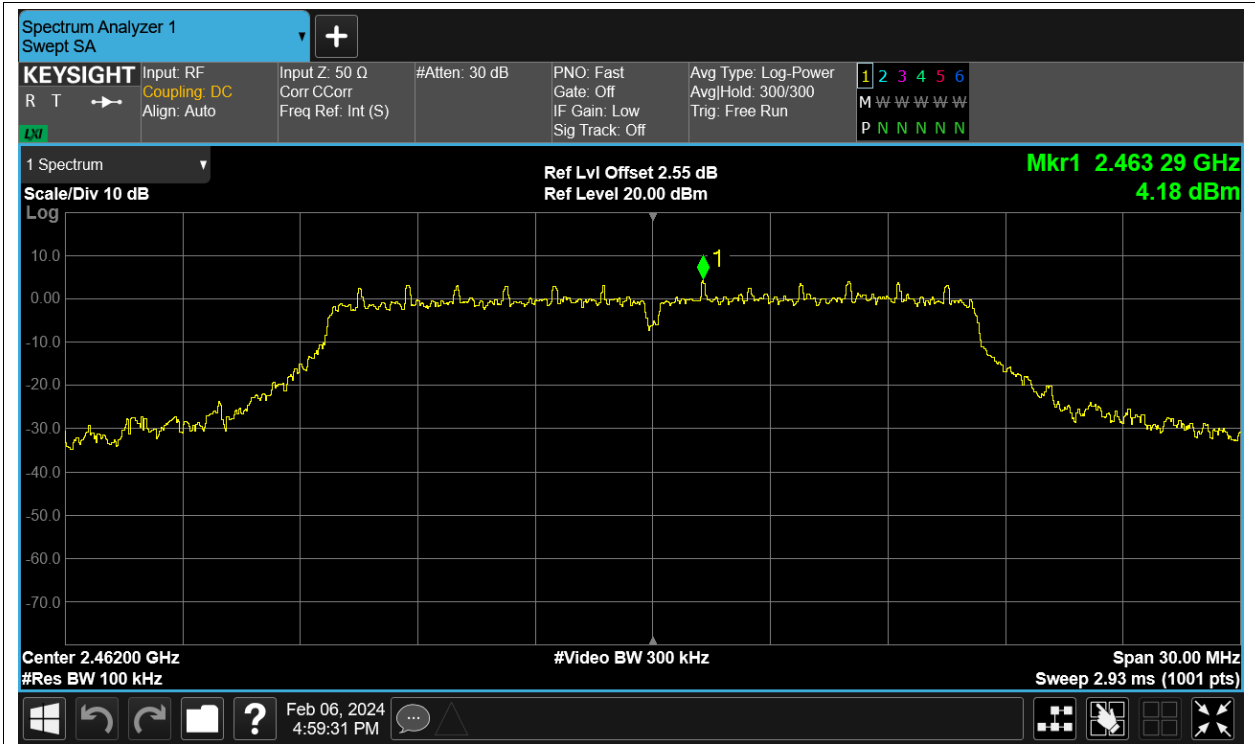 Spectrum Analyzer 1
Swept SA
KEYSIGHT
R T
LXI
Input: RF
Coupling: DC
Align: Auto
Input Z: 50 Ω
Corr CCorr
Freq Ref: Int (S)
#Atten: 30 dB
PNO: Fast
Gate: Off
IF Gain: Low
Sig Track: Off
Avg Type: Log-Power
Avg|Hold: 300/300
Trig: Free Run
1 2 3 4 5 6
M W W W W W
P N N N N N
1 Spectrum
Scale/Div 10 dB
Log
Ref Lvl Offset 2.55 dB
Ref Level 20.00 dBm
Mkr1 2.463 29 GHz
4.18 dBm
1
10.0
0.00
-10.0
-20.0
-30.0
-40.0
-50.0
-60.0
-70.0
Center 2.46200 GHz
#Res BW 100 kHz
#Video BW 300 kHz
Span 30.00 MHz
Sweep 2.93 ms (1001 pts)
?
Feb 06, 2024
4:59:31 PM